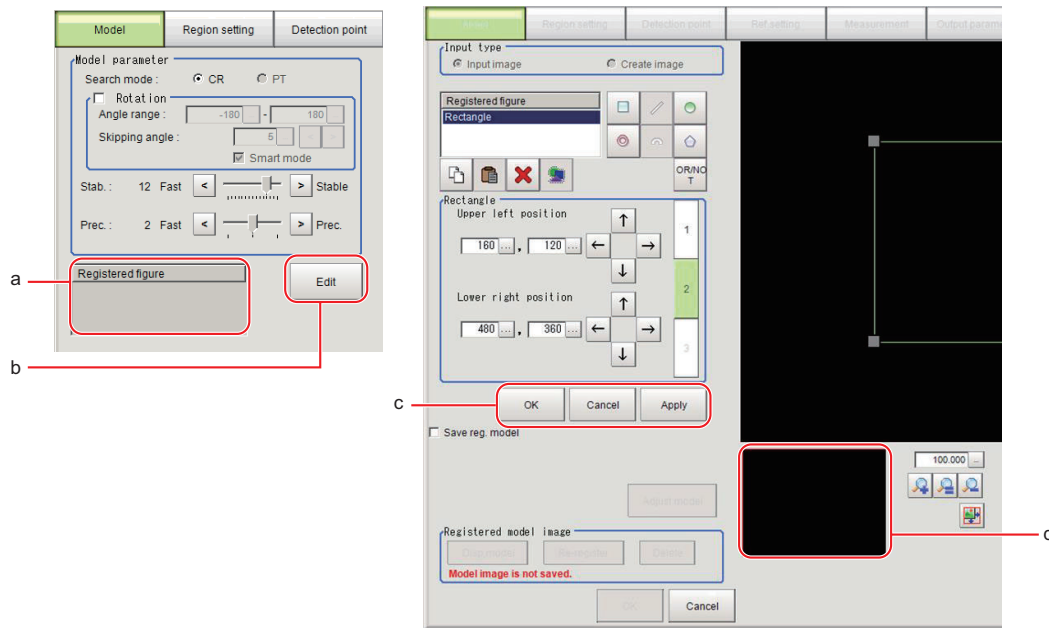 Model Region setting Detection point
Model parameter
Search mode : CR PT
Rotation
Angle range : -180 - 180
Skipping angle : 5 < >
Smart mode
Stab. : 12 Fast < > Stable
Prec. : 2 Fast < > Prec.
a
Registered figure
Edit
b
Model Region setting Detection point Ref.setting Measurement Output param
Input type
Input image Create image
Registered figure
Rectangle
OR/NO
T
Rectangle
Upper left position
160 ... , 120 ...
1
2
Lower right position
480 ... , 360 ...
3
c
OK Cancel Apply
Save reg. model
100.000 ...
Adjust model
Registered model image
Disp model Re-register Delete
Model image is not saved.
OK Cancel